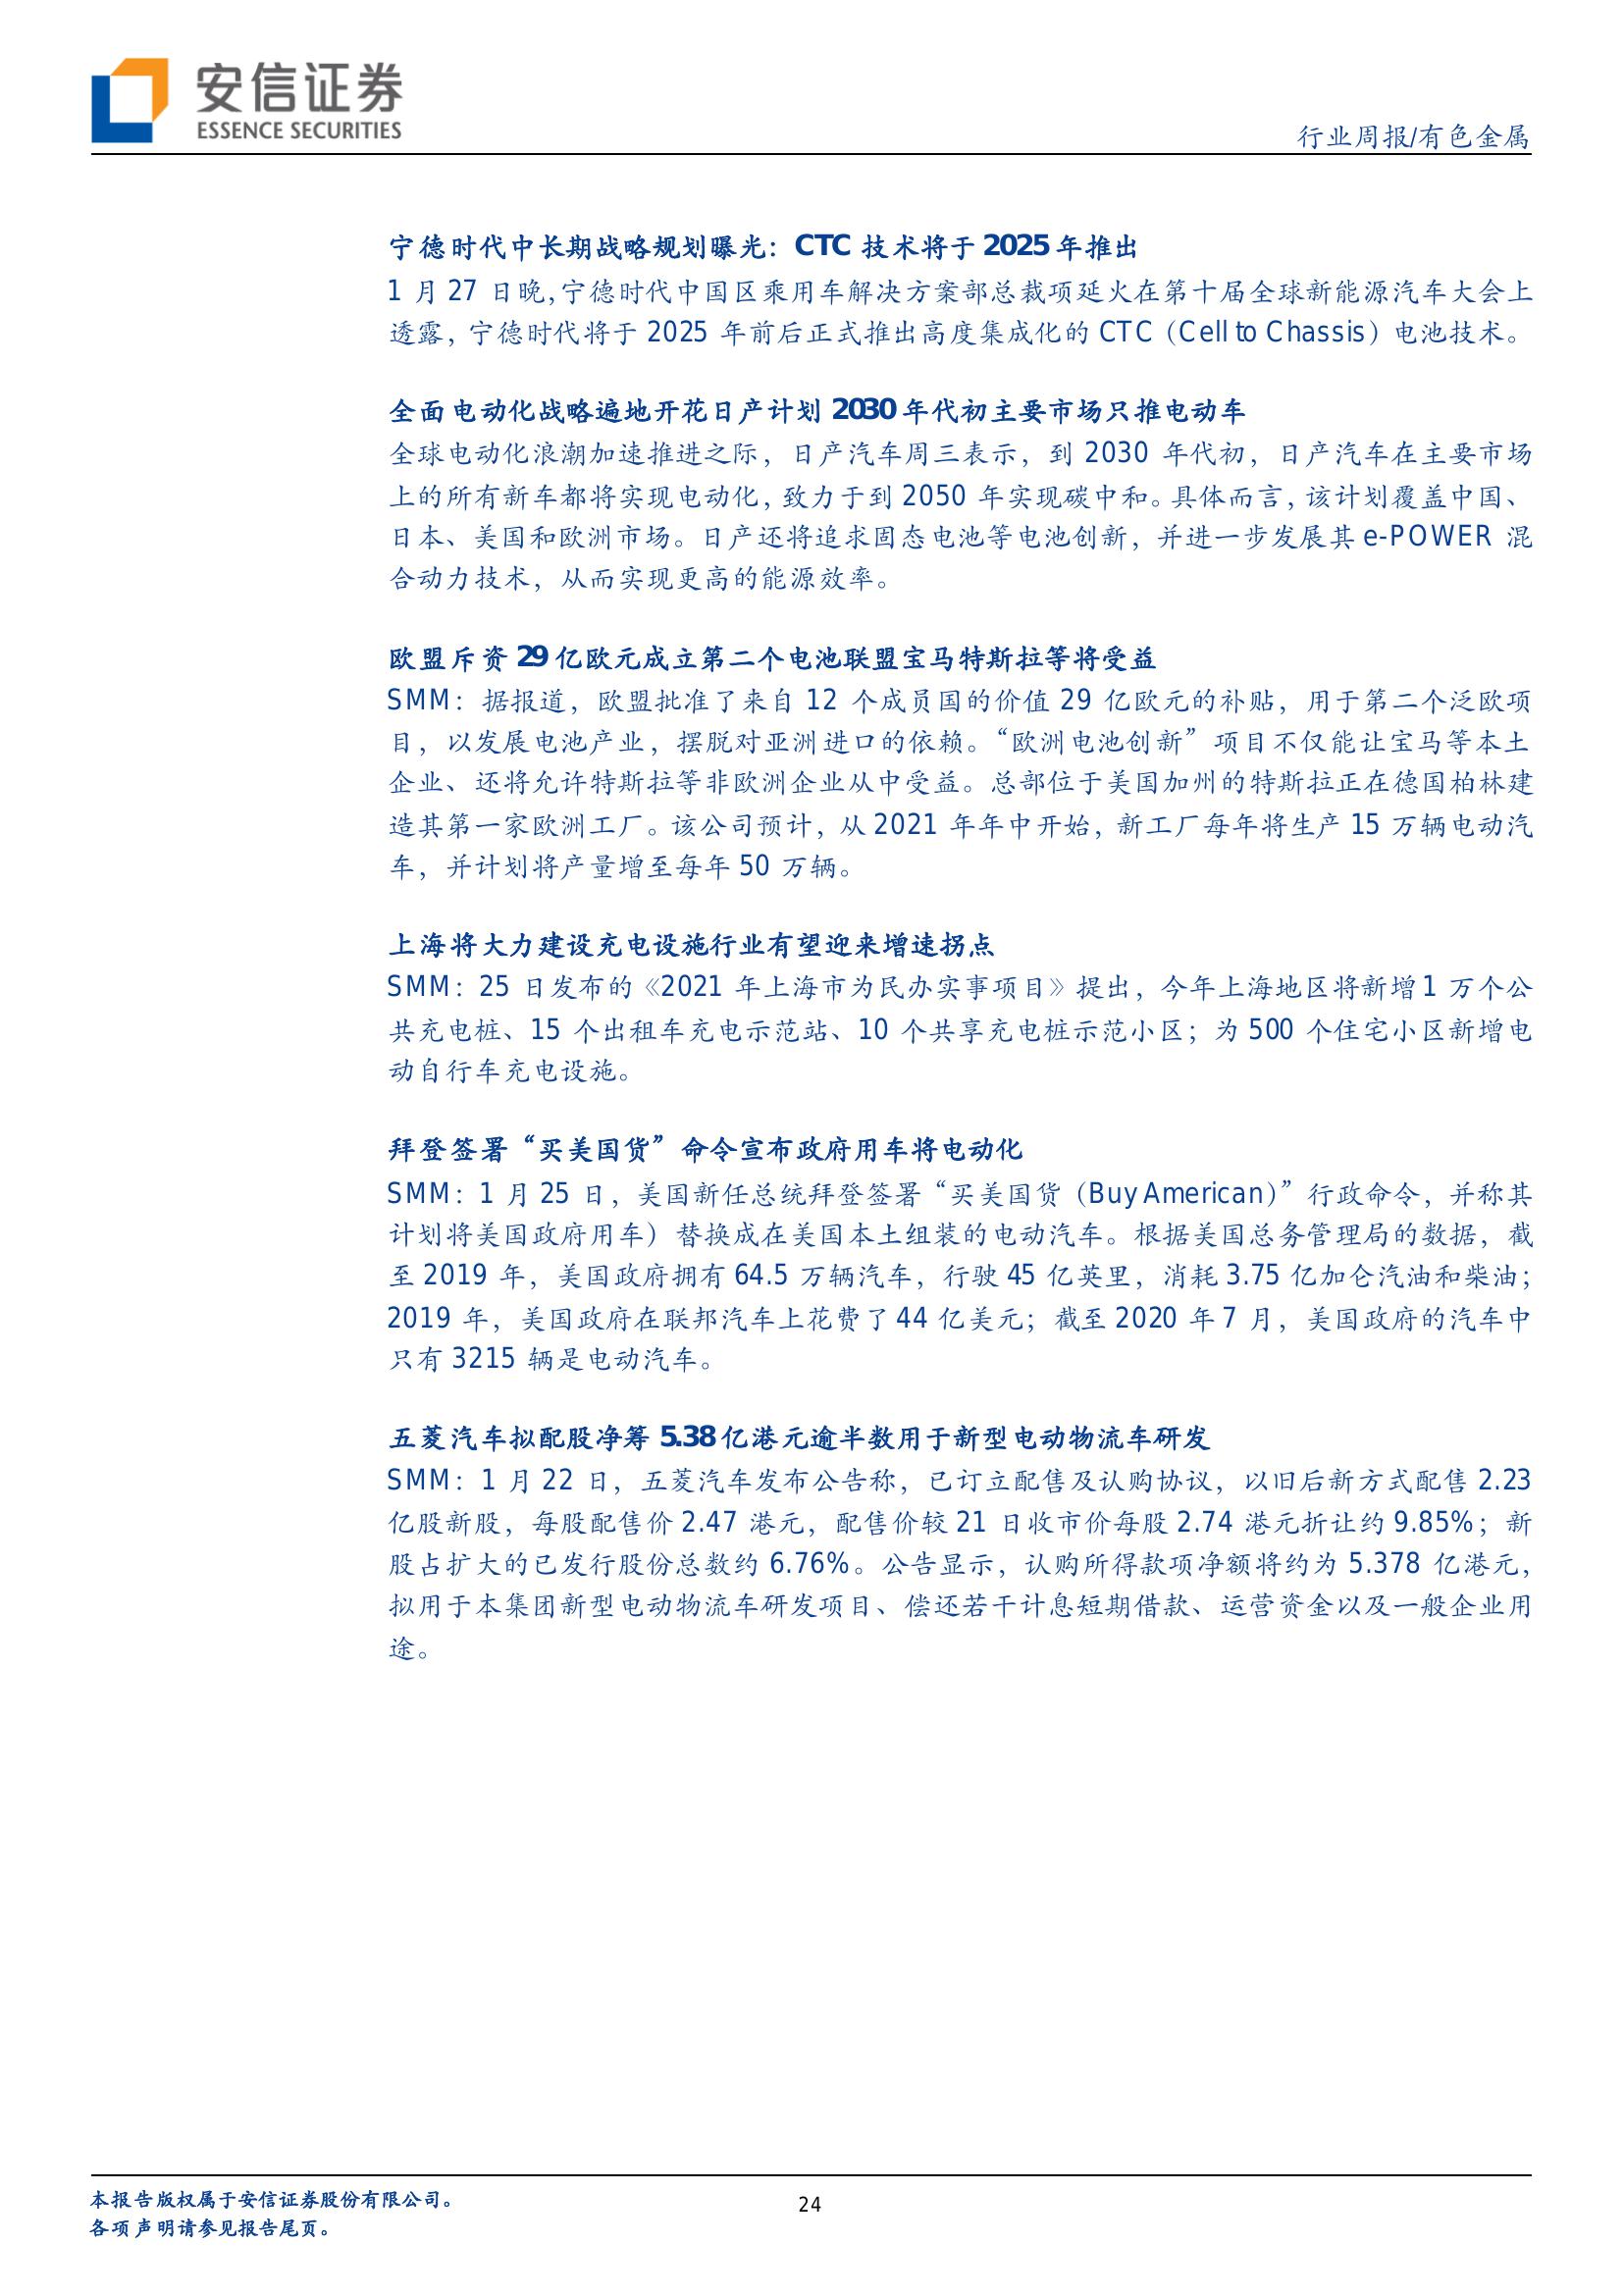 安信证券
ESSENCE SECURITIES
行业周报/有色金属
宁德时代中长期战略规划曝光：CTC 技术将于 2025 年推出
1 月 27 日晚,宁德时代中国区乘用车解决方案部总裁项延火在第十届全球新能源汽车大会上
透露，宁德时代将于 2025 年前后正式推出高度集成化的 CTC（Cell to Chassis）电池技术。
全面电动化战略遍地开花日产计划 2030 年代初主要市场只推电动车
全球电动化浪潮加速推进之际，日产汽车周三表示，到 2030 年代初，日产汽车在主要市场
上的所有新车都将实现电动化，致力于到 2050 年实现碳中和。具体而言，该计划覆盖中国、
日本、美国和欧洲市场。日产还将追求固态电池等电池创新，并进一步发展其 e-POWER 混
合动力技术，从而实现更高的能源效率。
欧盟斥资 29 亿欧元成立第二个电池联盟宝马特斯拉等将受益
SMM：据报道，欧盟批准了来自 12 个成员国的价值 29 亿欧元的补贴，用于第二个泛欧项
目，以发展电池产业，摆脱对亚洲进口的依赖。“欧洲电池创新”项目不仅能让宝马等本土
企业、还将允许特斯拉等非欧洲企业从中受益。总部位于美国加州的特斯拉正在德国柏林建
造其第一家欧洲工厂。该公司预计，从 2021 年年中开始，新工厂每年将生产 15 万辆电动汽
车，并计划将产量增至每年 50 万辆。
上海将大力建设充电设施行业有望迎来增速拐点
SMM：25 日发布的《2021 年上海市为民办实事项目》提出，今年上海地区将新增 1 万个公
共充电桩、15 个出租车充电示范站、10 个共享充电桩示范小区；为 500 个住宅小区新增电
动自行车充电设施。
拜登签署“买美国货”命令宣布政府用车将电动化
SMM：1 月 25 日，美国新任总统拜登签署“买美国货（Buy American）”行政命令，并称其
计划将美国政府用车）替换成在美国本土组装的电动汽车。根据美国总务管理局的数据，截
至 2019 年，美国政府拥有 64.5 万辆汽车，行驶 45 亿英里，消耗 3.75 亿加仑汽油和柴油；
2019 年，美国政府在联邦汽车上花费了 44 亿美元；截至 2020 年 7 月，美国政府的汽车中
只有 3215 辆是电动汽车。
五菱汽车拟配股净筹 5.38 亿港元逾半数用于新型电动物流车研发
SMM：1 月 22 日，五菱汽车发布公告称，已订立配售及认购协议，以旧后新方式配售 2.23
亿股新股，每股配售价 2.47 港元，配售价较 21 日收市价每股 2.74 港元折让约 9.85%；新
股占扩大的已发行股份总数约 6.76%。公告显示，认购所得款项净额将约为 5.378 亿港元，
拟用于本集团新型电动物流车研发项目、偿还若干计息短期借款、运营资金以及一般企业用
途。
本报告版权属于安信证券股份有限公司。
各项声明请参见报告尾页。
24